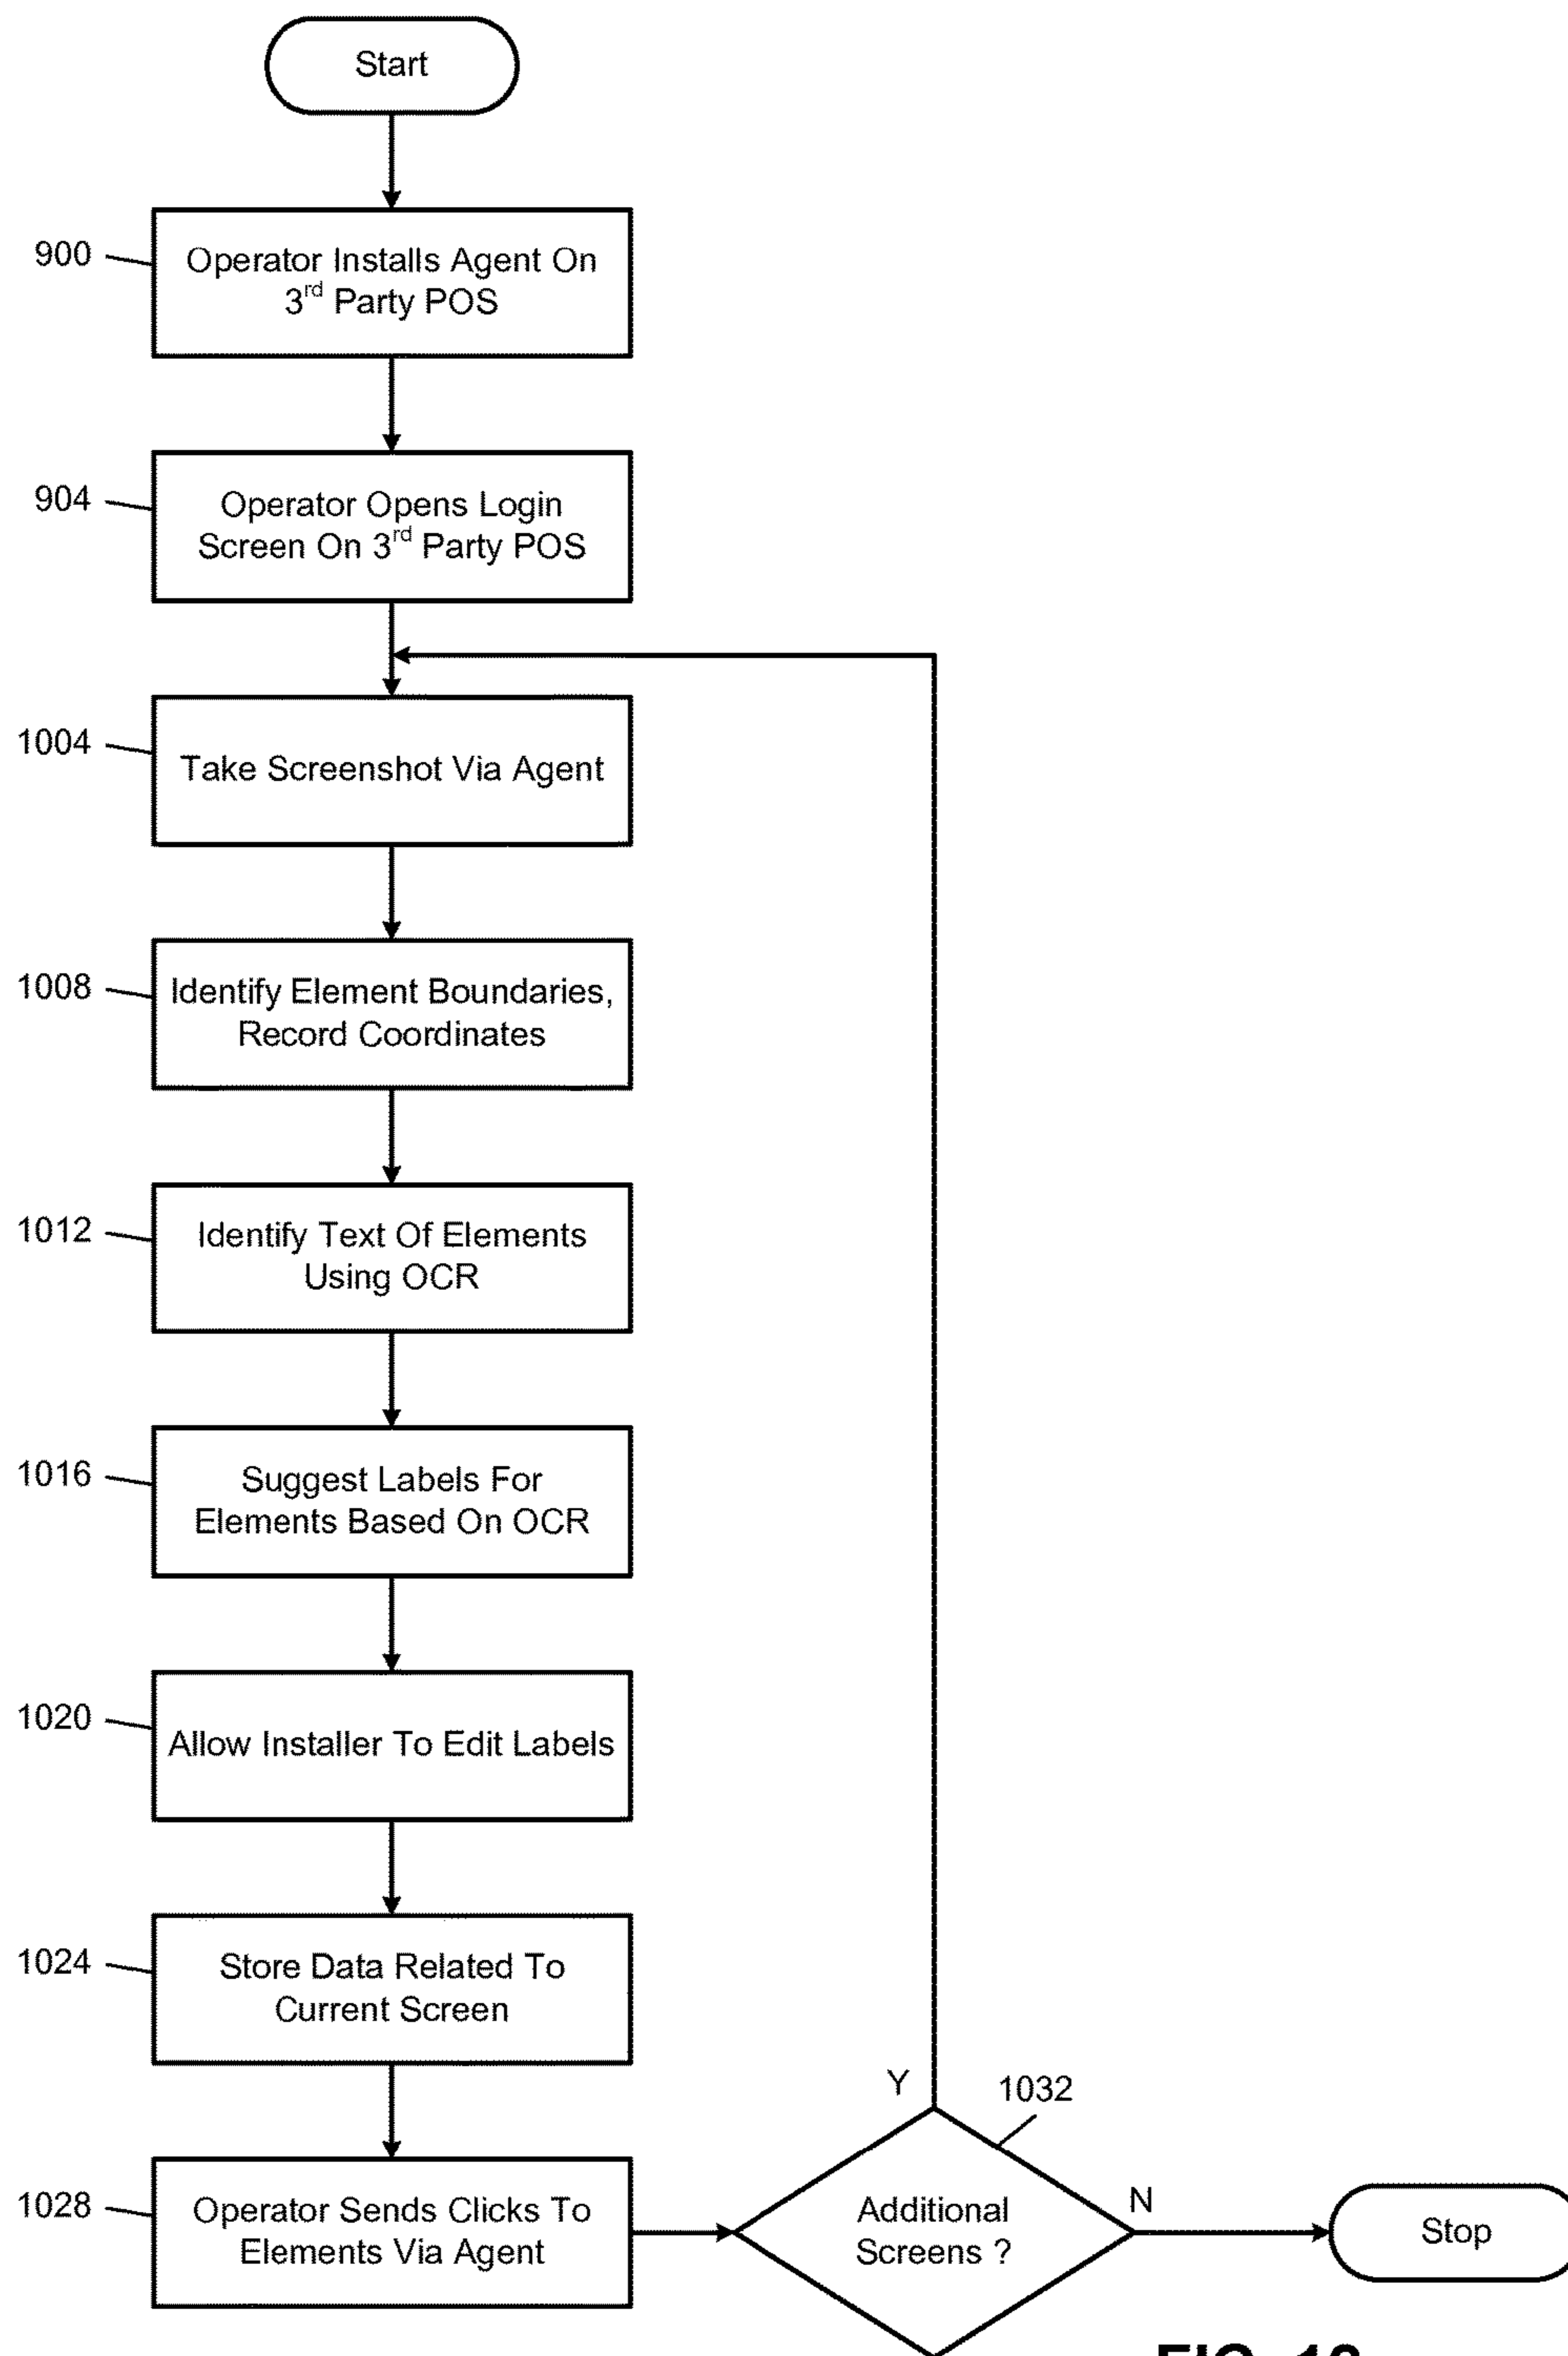 Start
900
Operator Installs Agent On
3rd Party POS
904
Operator Opens Login
Screen On 3rd Party POS
1004
Take Screenshot Via Agent
1008
Identify Element Boundaries,
Record Coordinates
1012
Identify Text Of Elements
Using OCR
1016
Suggest Labels For
Elements Based On OCR
1020
Allow Installer To Edit Labels
1024
Store Data Related To
Current Screen
1028
Operator Sends Clicks To
Elements Via Agent
Y
1032
Additional
Screens ?
N
Stop
FIG.